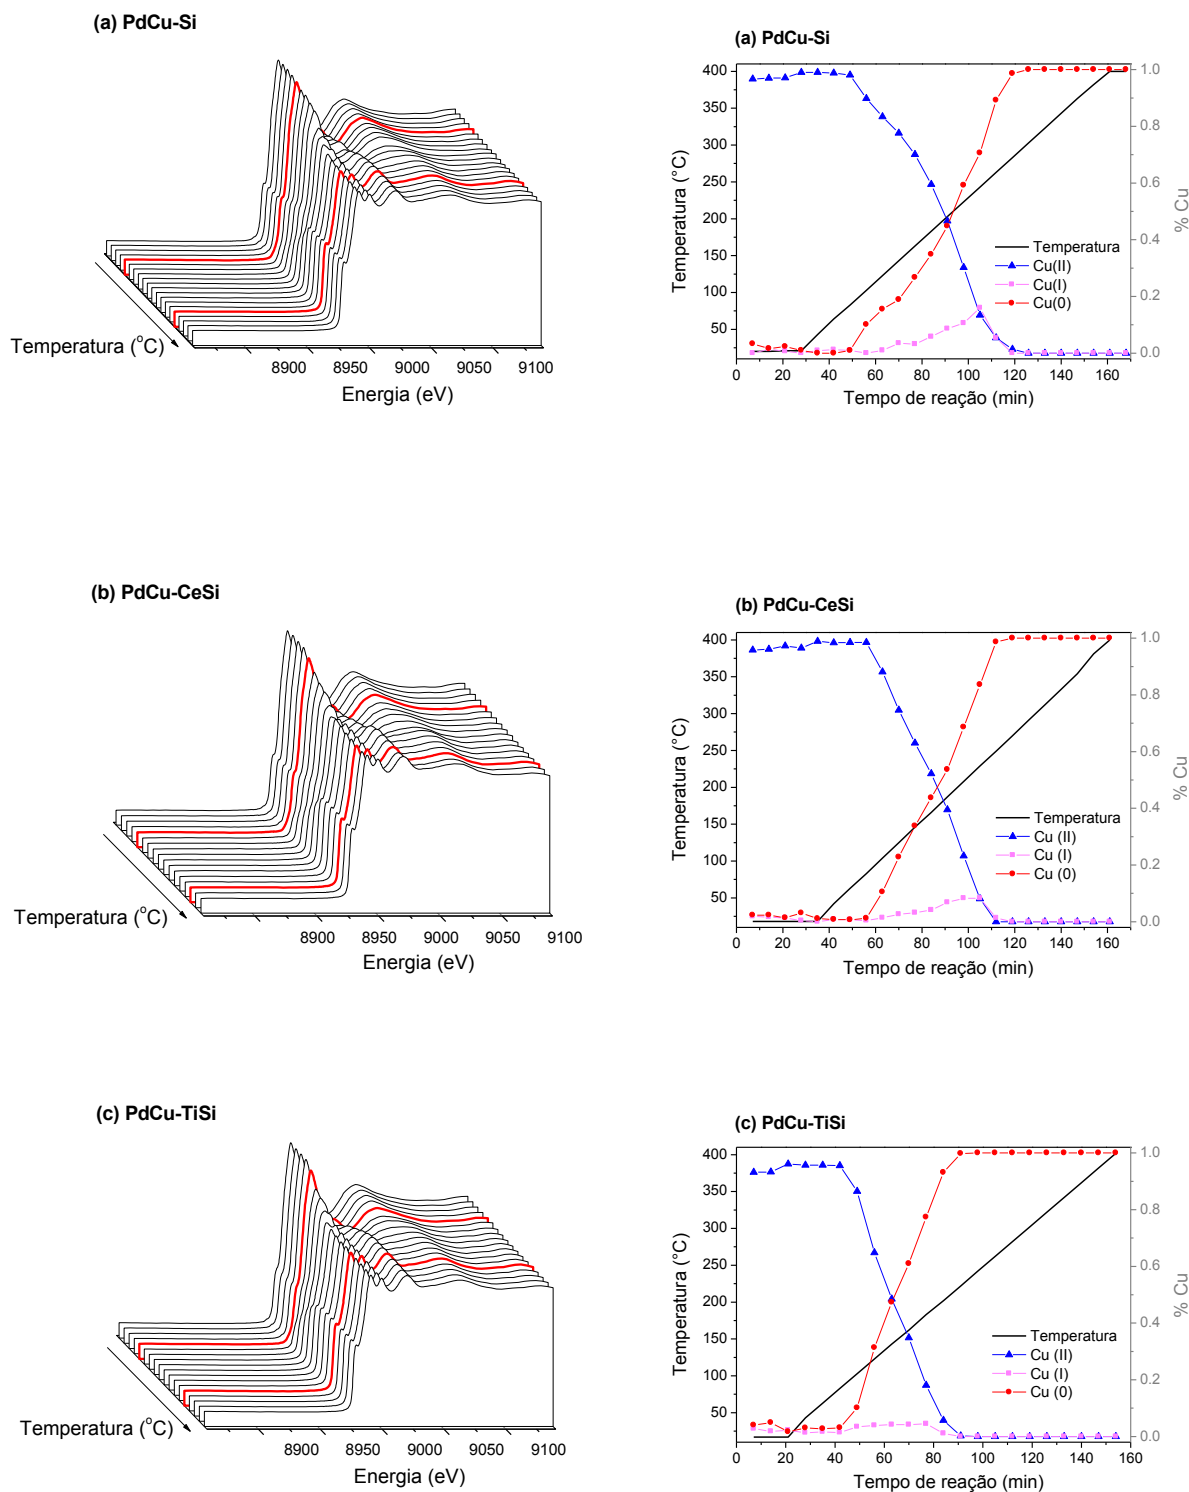 (a) PdCu-Si
Temperatura (°C)
8900 8950 9000 9050 9100
Energia (eV)
(a) PdCu-Si
Temperatura (°C)
400
350
300
250
200
150
100
50
1.0
0.8
0.6
0.4
0.2
0.0
% Cu
Temperatura
Cu(II)
Cu(I)
Cu(0)
0 20 40 60 80 100 120 140 160
Tempo de reação (min)
(b) PdCu-CeSi
Temperatura (°C)
8900 8950 9000 9050 9100
Energia (eV)
(b) PdCu-CeSi
Temperatura (°C)
400
350
300
250
200
150
100
50
1.0
0.8
0.6
0.4
0.2
0.0
% Cu
Temperatura
Cu (II)
Cu (I)
Cu (0)
0 20 40 60 80 100 120 140 160
Tempo de reação (min)
(c) PdCu-TiSi
Temperatura (°C)
8900 8950 9000 9050 9100
Energia (eV)
(c) PdCu-TiSi
Temperatura (°C)
400
350
300
250
200
150
100
50
1.0
0.8
0.6
0.4
0.2
0.0
% Cu
Temperatura
Cu (II)
Cu (I)
Cu (0)
0 20 40 60 80 100 120 140 160
Tempo de reação (min)